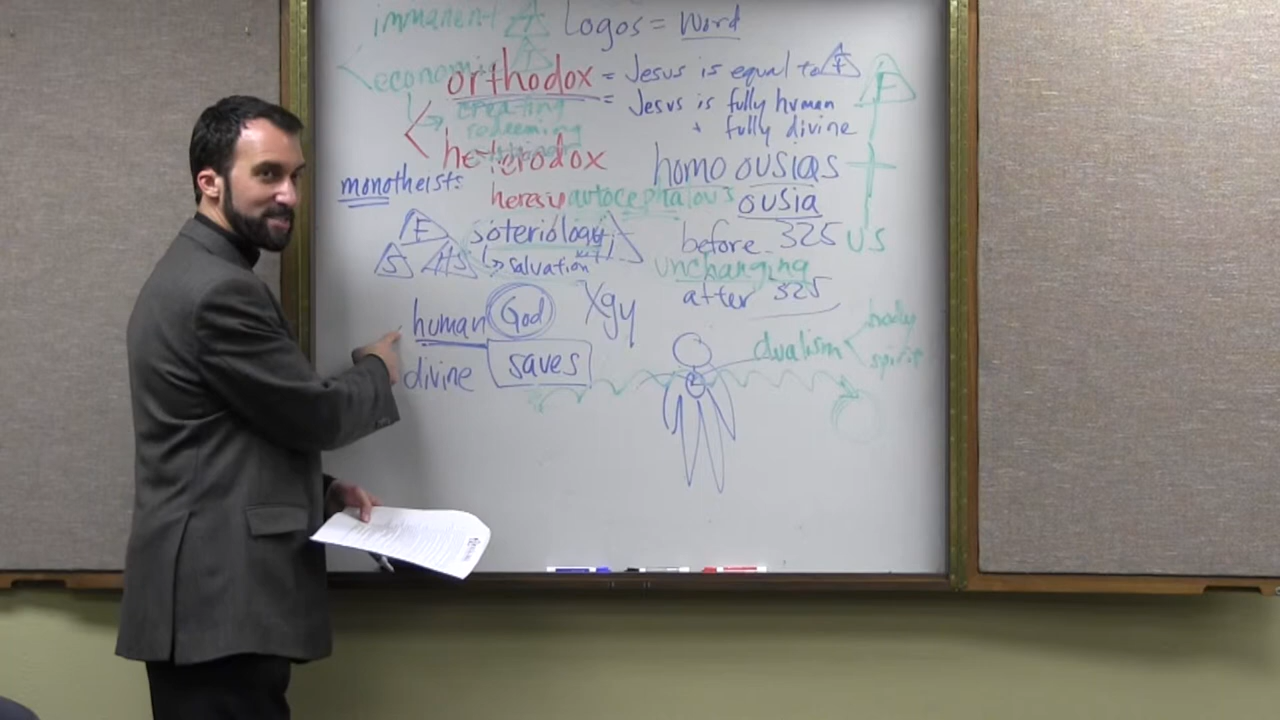 immanent
Logos = Word
economic
orthodox = Jesus is equal to F
= Jesus is fully human
+ fully divine
F
creating
redeeming
heterodox
homoousias
monotheists
heresy
autocephalous
ousia
F
S HS
soteriology
↳ salvation
before 325
US
unchanging
after 325
human God
Xgy
divine saves
dualism
body
spirit